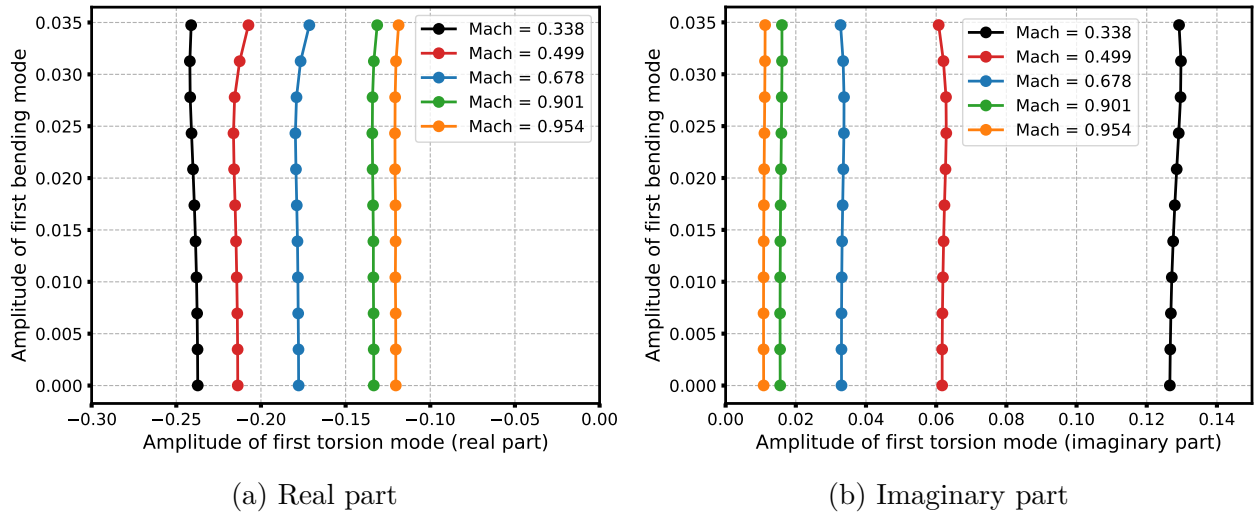 0.035
0.030
0.025
0.020
0.015
0.010
0.005
0.000
Amplitude of first bending mode
−0.30
−0.25
−0.20
−0.15
−0.10
−0.05
0.00
Amplitude of first torsion mode (real part)
Mach = 0.338
Mach = 0.499
Mach = 0.678
Mach = 0.901
Mach = 0.954
(a) Real part
0.035
0.030
0.025
0.020
0.015
0.010
0.005
0.000
Amplitude of first bending mode
0.00
0.02
0.04
0.06
0.08
0.10
0.12
0.14
Amplitude of first torsion mode (imaginary part)
Mach = 0.338
Mach = 0.499
Mach = 0.678
Mach = 0.901
Mach = 0.954
(b) Imaginary part